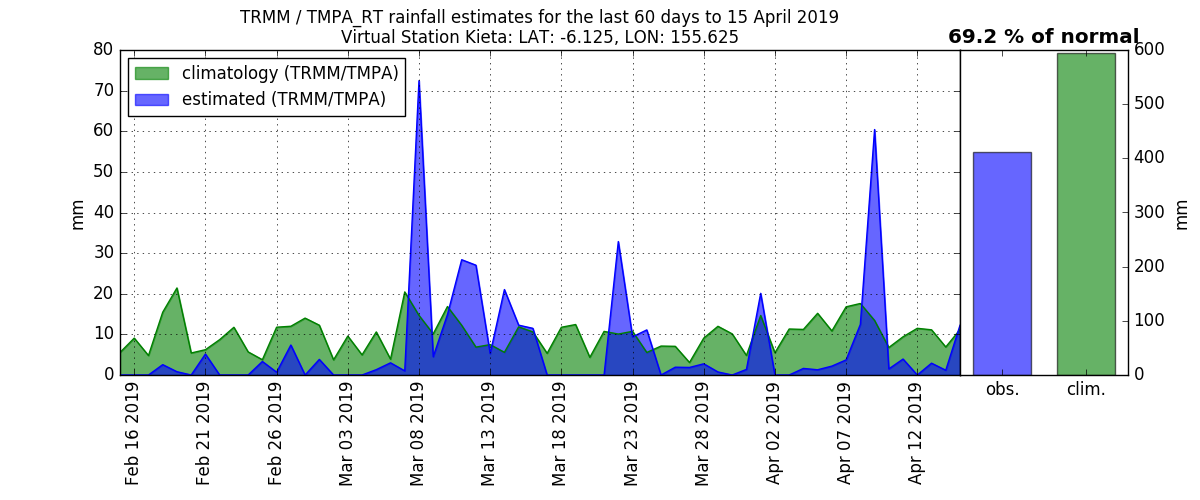 TRMM / TMPA_RT rainfall estimates for the last 60 days to 15 April 2019
Virtual Station Kieta: LAT: -6.125, LON: 155.625
69.2 % of normal
climatology (TRMM/TMPA)
estimated (TRMM/TMPA)
80
70
60
50
40
30
20
10
0
mm
Feb 16 2019
Feb 21 2019
Feb 26 2019
Mar 03 2019
Mar 08 2019
Mar 13 2019
Mar 18 2019
Mar 23 2019
Mar 28 2019
Apr 02 2019
Apr 07 2019
Apr 12 2019
obs.
clim.
600
500
400
300
200
100
0
mm